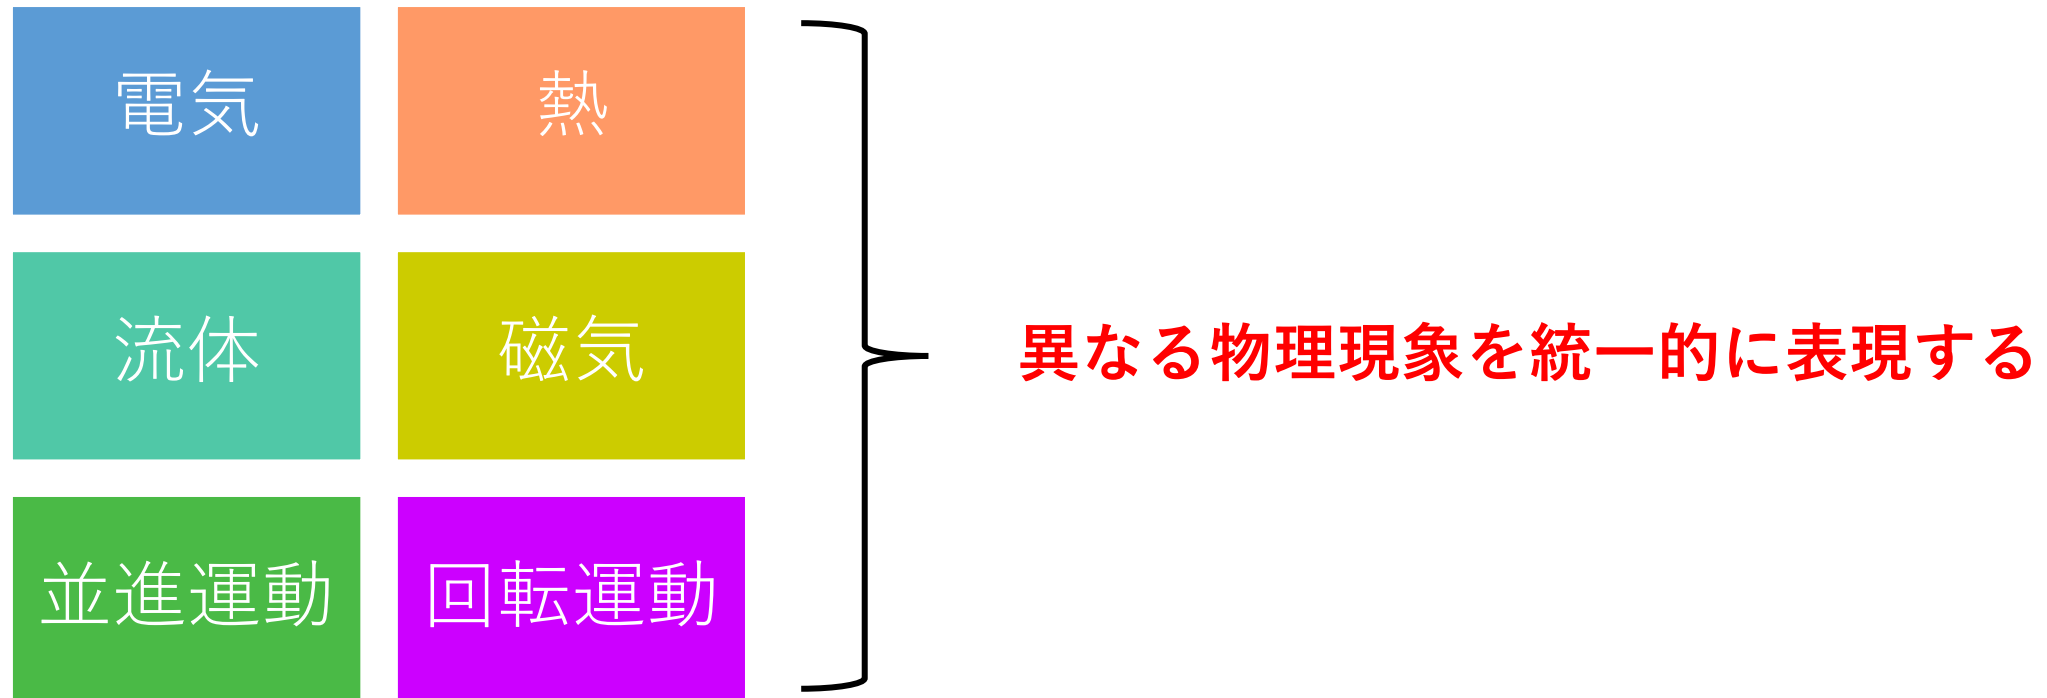 電気
熱
流体
磁気
並進運動
回転運動
異なる物理現象を統一的に表現する